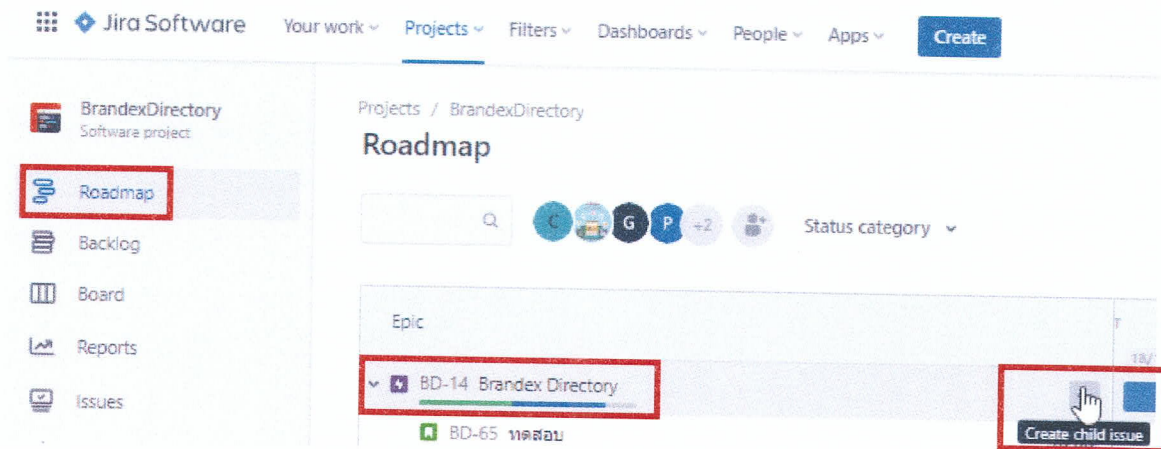 Jira Software Your work Projects Filters Dashboards People Apps Create
BrandexDirectory
Software project
Roadmap
Backlog
Board
Reports
Issues
Projects / BrandexDirectory
Roadmap
C G P +2 Status category
Epic
T
18/
BD-14 Brandex Directory
BD-65 ทดสอบ
Create child issue